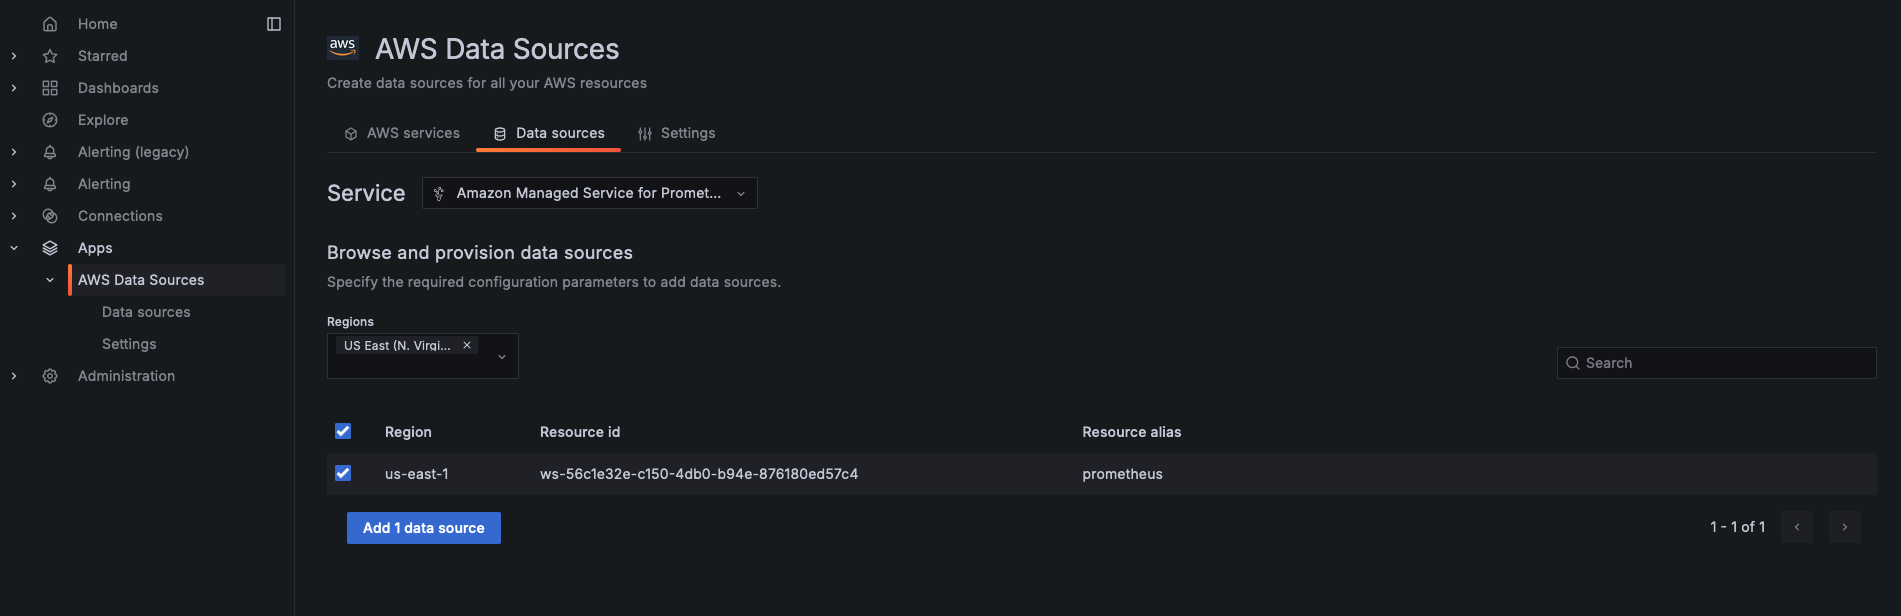 Home
Starred
Dashboards
Explore
Alerting (legacy)
Alerting
Connections
Apps
AWS Data Sources
Data sources
Settings
Administration
aws
AWS Data Sources
Create data sources for all your AWS resources
AWS services
Data sources
Settings
Service
Amazon Managed Service for Promet...
Browse and provision data sources
Specify the required configuration parameters to add data sources.
Regions
US East (N. Virgi...
Search
Region Resource id Resource alias
us-east-1 ws-56c1e32e-c150-4db0-b94e-876180ed57c4 prometheus
Add 1 data source
1 - 1 of 1